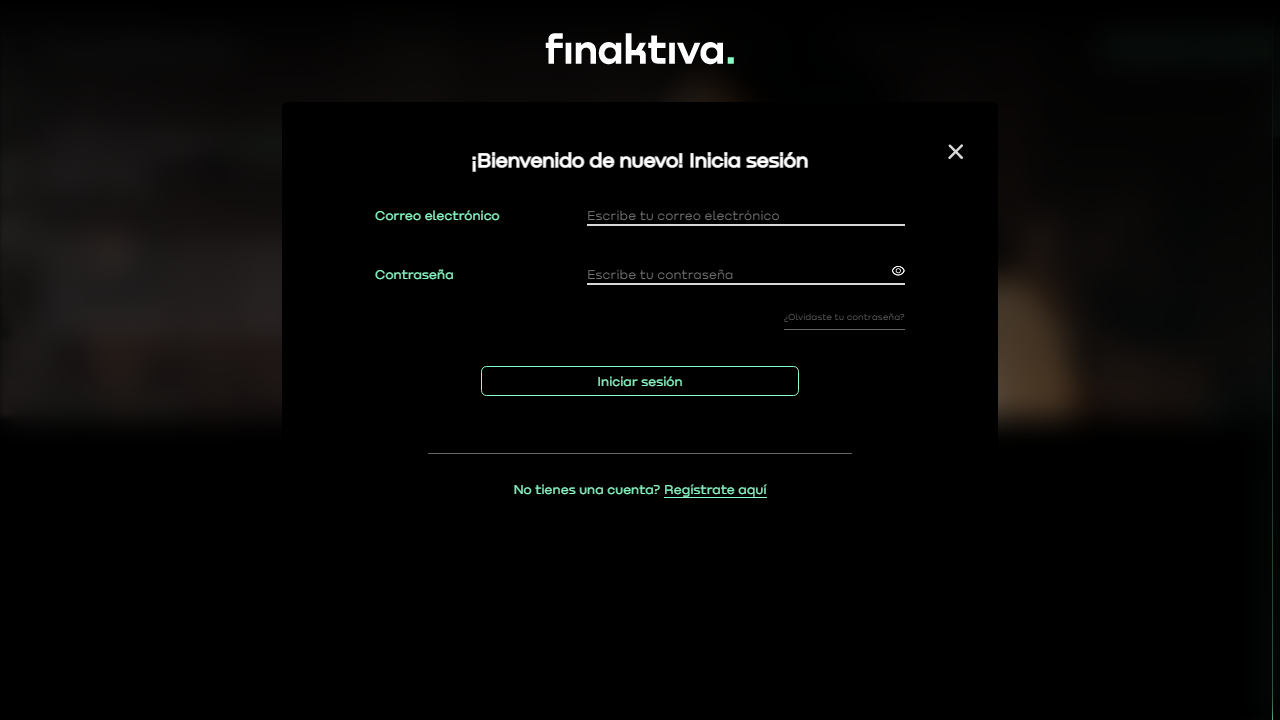 finaktiva.
¡Bienvenido de nuevo! Inicia sesión
Correo electrónico
Escribe tu correo electrónico
Contraseña
Escribe tu contraseña
¿Olvidaste tu contraseña?
Iniciar sesión
No tienes una cuenta? Regístrate aquí